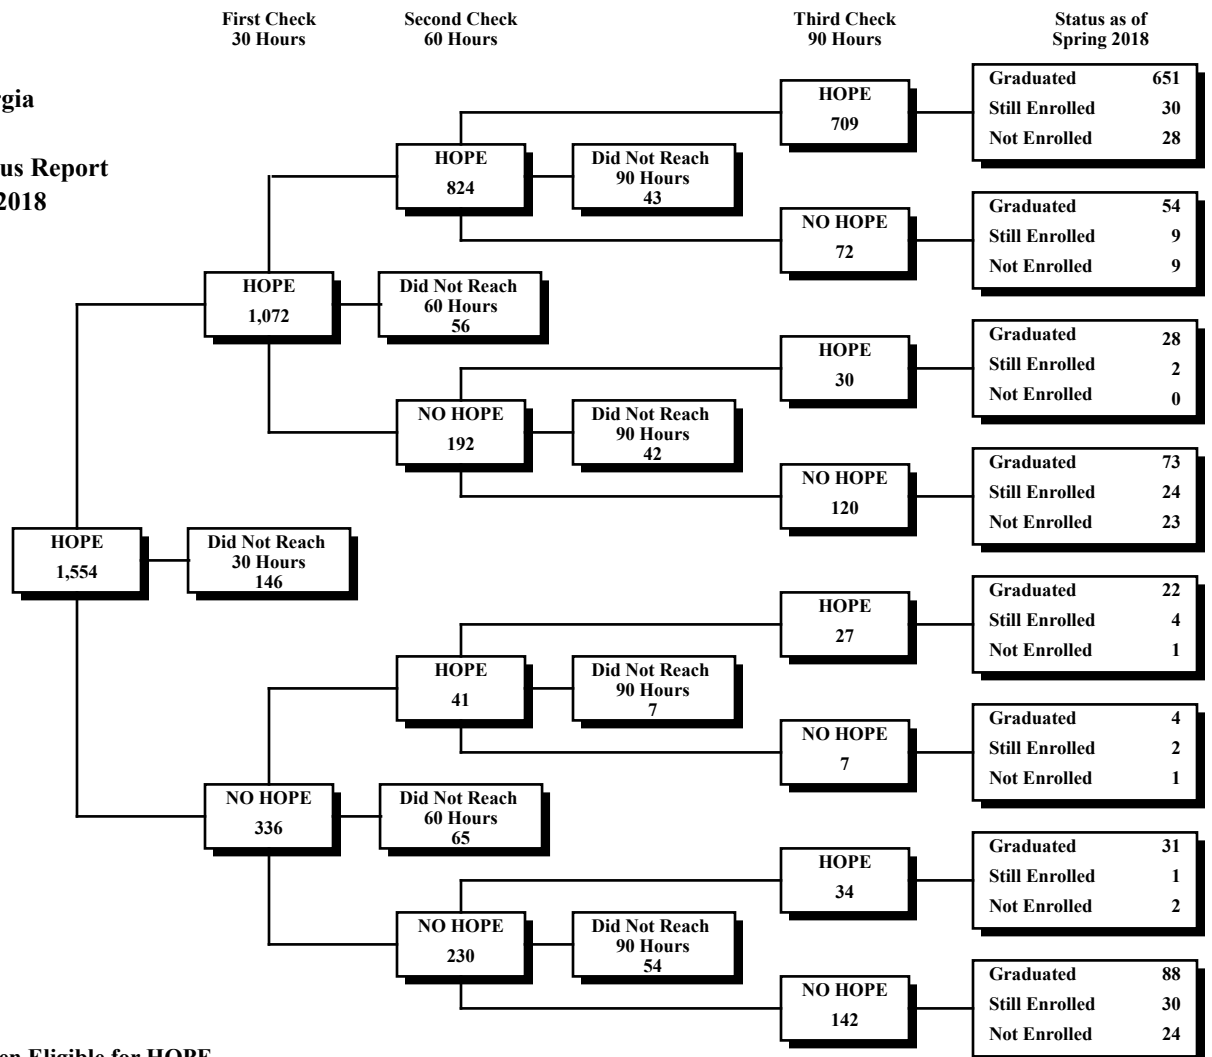 First Check
30 Hours
Second Check
60 Hours
Third Check
90 Hours
Status as of
Spring 2018
rgia
us Report
2018
HOPE
1,554
Did Not Reach
30 Hours
146
HOPE
1,072
Did Not Reach
60 Hours
56
NO HOPE
336
Did Not Reach
60 Hours
65
HOPE
824
Did Not Reach
90 Hours
43
NO HOPE
192
Did Not Reach
90 Hours
42
HOPE
41
Did Not Reach
90 Hours
7
NO HOPE
230
Did Not Reach
90 Hours
54
HOPE
709
Graduated 651
Still Enrolled 30
Not Enrolled 28
NO HOPE
72
Graduated 54
Still Enrolled 9
Not Enrolled 9
HOPE
30
Graduated 28
Still Enrolled 2
Not Enrolled 0
NO HOPE
120
Graduated 73
Still Enrolled 24
Not Enrolled 23
HOPE
27
Graduated 22
Still Enrolled 4
Not Enrolled 1
NO HOPE
7
Graduated 4
Still Enrolled 2
Not Enrolled 1
HOPE
34
Graduated 31
Still Enrolled 1
Not Enrolled 2
NO HOPE
142
Graduated 88
Still Enrolled 30
Not Enrolled 24
en Eligible for HOPE